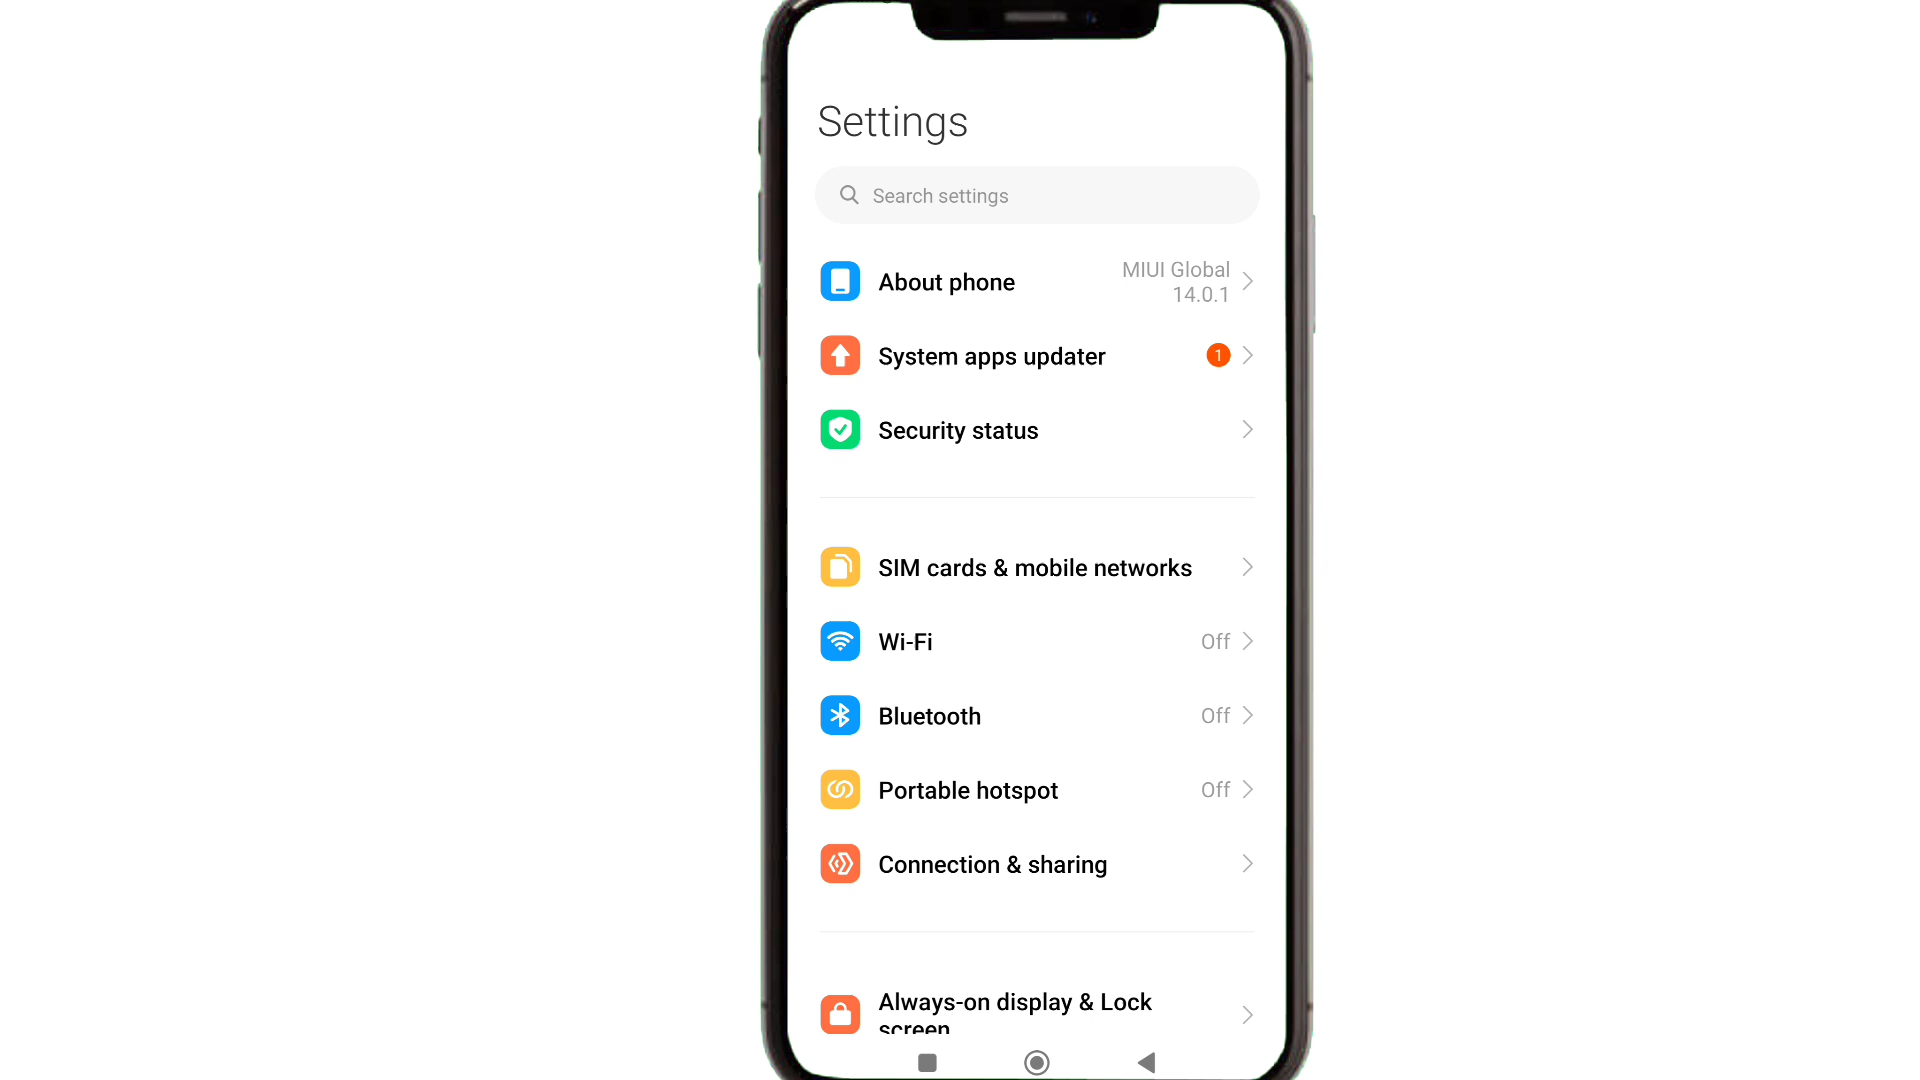 Settings
Search settings
About phone
MIUI Global
14.0.1
System apps updater
1
Security status
SIM cards & mobile networks
Wi-Fi
Off
Bluetooth
Off
Portable hotspot
Off
Connection & sharing
Always-on display & Lock
screen